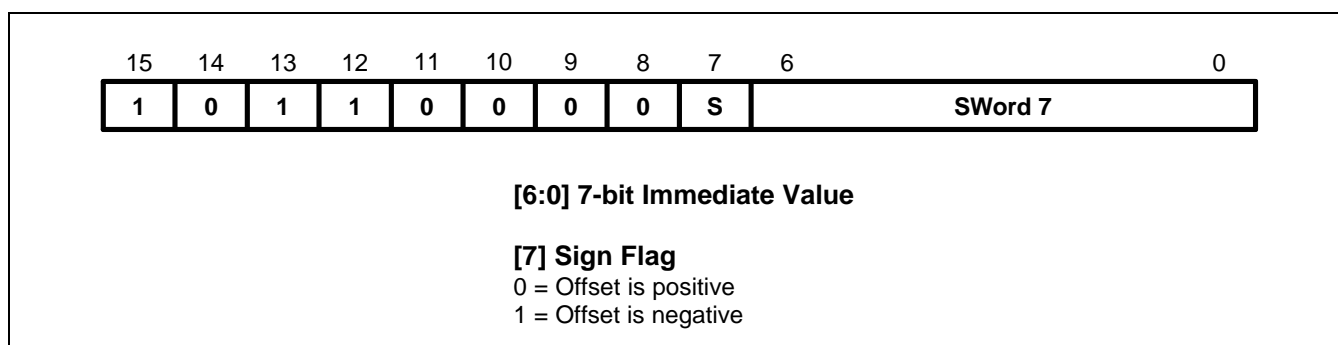 15 14 13 12 11 10 9 8 7 6 0
1 0 1 1 0 0 0 0 S SWord 7
[6:0] 7-bit Immediate Value
[7] Sign Flag
0 = Offset is positive
1 = Offset is negative